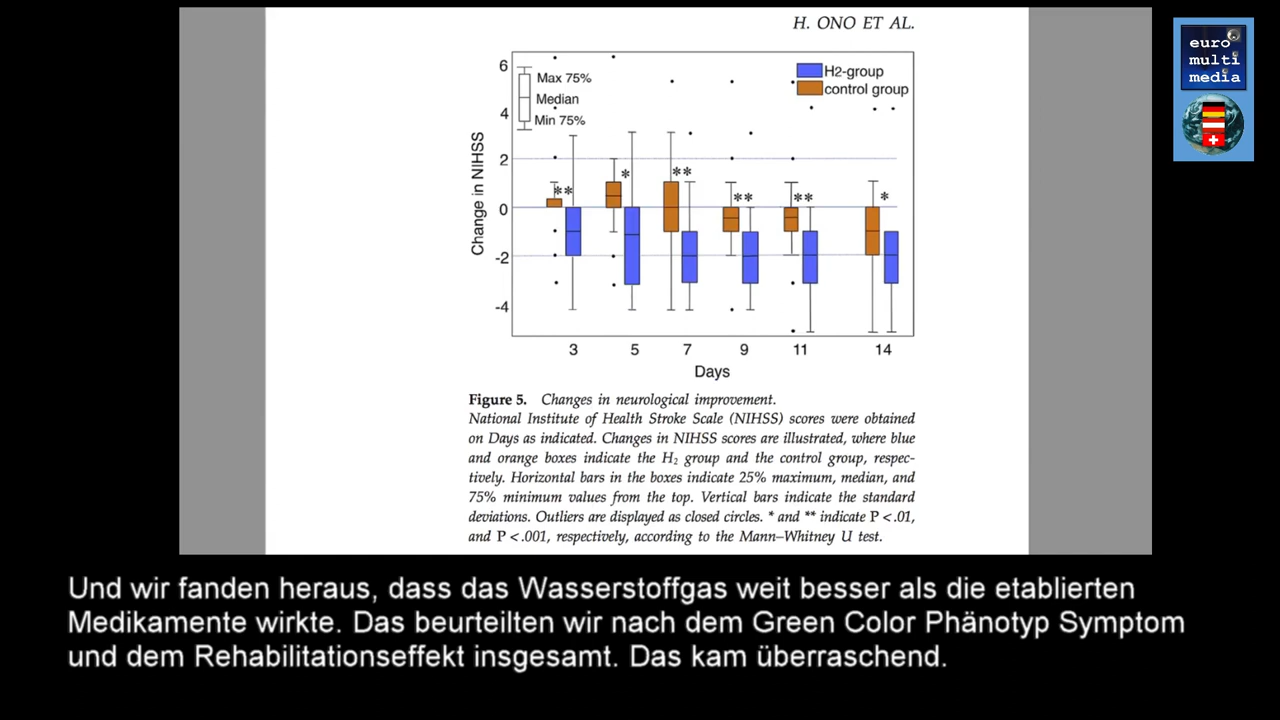 H. ONO ET AL.
euro
multi
media
6
4
2
0
-2
-4
Change in NIHSS
Max 75%
Median
Min 75%
H2-group
control group
** * ** ** ** *
3 5 7 9 11 14
Days
Figure 5. Changes in neurological improvement.
National Institute of Health Stroke Scale (NIHSS) scores were obtained
on Days as indicated. Changes in NIHSS scores are illustrated, where blue
and orange boxes indicate the H₂ group and the control group, respec-
tively. Horizontal bars in the boxes indicate 25% maximum, median, and
75% minimum values from the top. Vertical bars indicate the standard
deviations. Outliers are displayed as closed circles. * and ** indicate P < .01,
and P < .001, respectively, according to the Mann–Whitney U test.
Und wir fanden heraus, dass das Wasserstoffgas weit besser als die etablierten
Medikamente wirkte. Das beurteilten wir nach dem Green Color Phänotyp Symptom
und dem Rehabilitationseffekt insgesamt. Das kam überraschend.